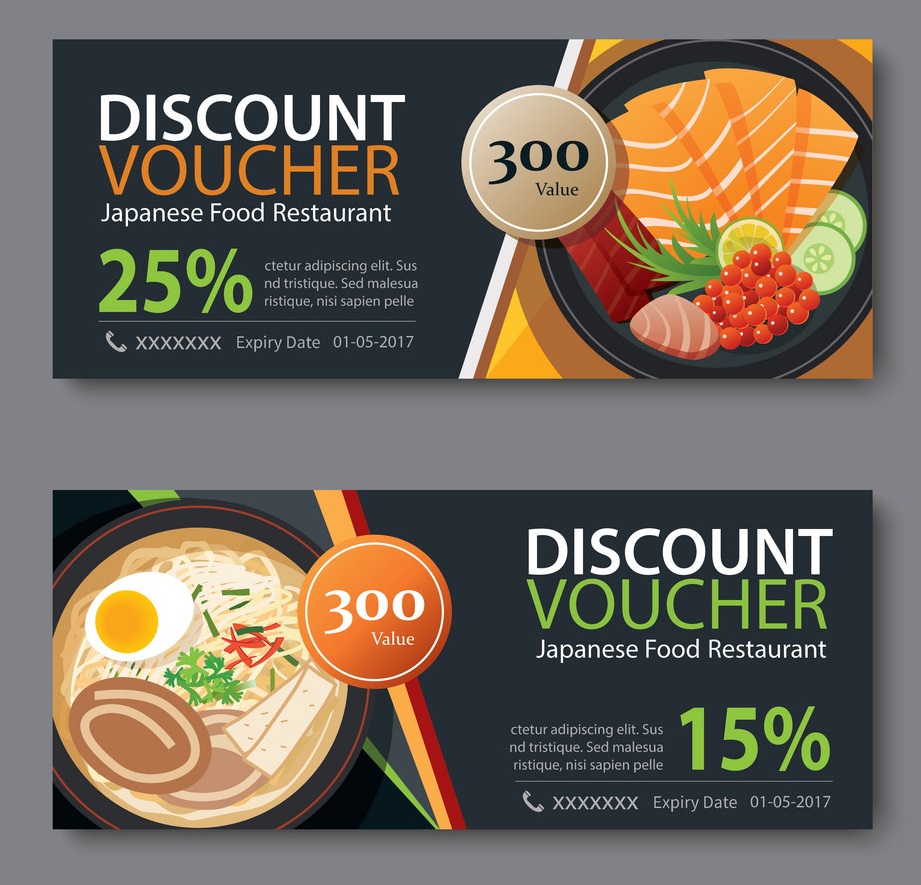 DISCOUNT
VOUCHER
Japanese Food Restaurant
25%
ctetur adipiscing elit. Sus
nd tristique. Sed malesua
ristique, nisi sapien pelle
XXXXXXX Expiry Date 01-05-2017
300
Value
300
Value
DISCOUNT
VOUCHER
Japanese Food Restaurant
ctetur adipiscing elit. Sus
nd tristique. Sed malesua
ristique, nisi sapien pelle
15%
XXXXXXX Expiry Date 01-05-2017